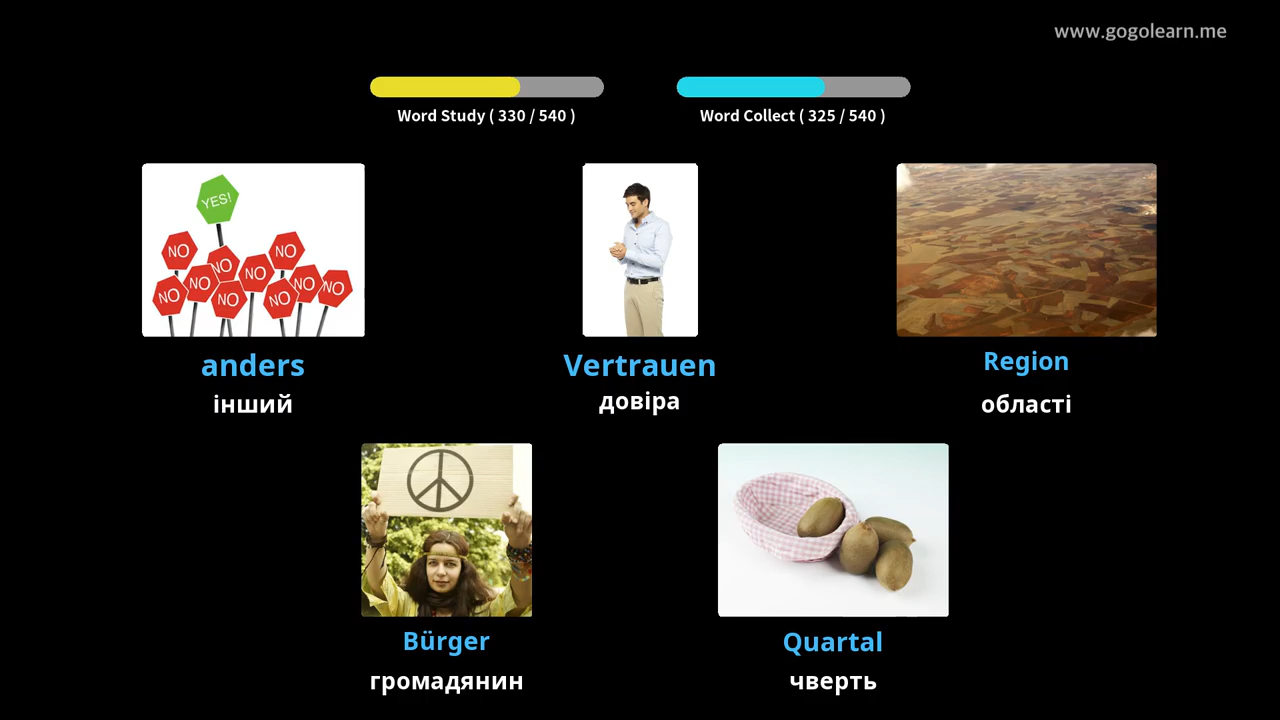 www.gogolearn.me
Word Study ( 330 / 540 )
Word Collect ( 325 / 540 )
YES!
NO
NO
NO
NO
NO
NO
NO
NO
NO
NO
anders
інший
Vertrauen
довіра
Region
області
Bürger
громадянин
Quartal
чверть